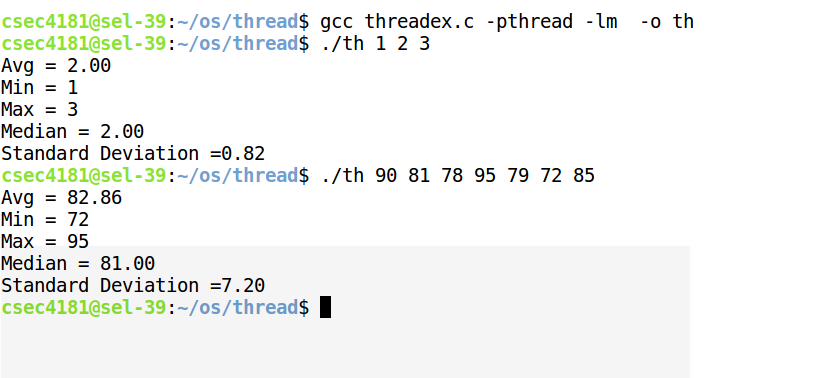 csec4181@sel-39:~/os/thread$ gcc threadex.c -pthread -lm  -o th
csec4181@sel-39:~/os/thread$ ./th 1 2 3
Avg = 2.00
Min = 1
Max = 3
Median = 2.00
Standard Deviation =0.82
csec4181@sel-39:~/os/thread$ ./th 90 81 78 95 79 72 85
Avg = 82.86
Min = 72
Max = 95
Median = 81.00
Standard Deviation =7.20
csec4181@sel-39:~/os/thread$